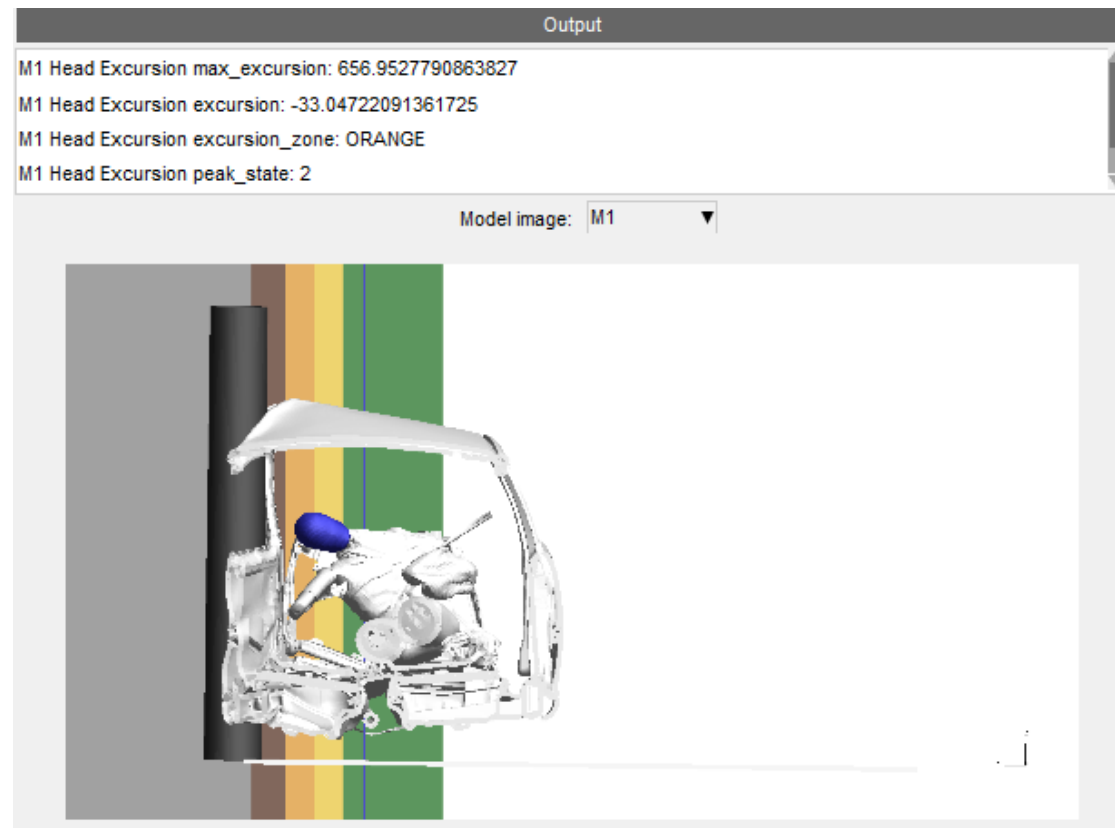 Output
M1 Head Excursion max_excursion: 656.9527790863827
M1 Head Excursion excursion: -33.04722091361725
M1 Head Excursion excursion_zone: ORANGE
M1 Head Excursion peak_state: 2
Model image: M1